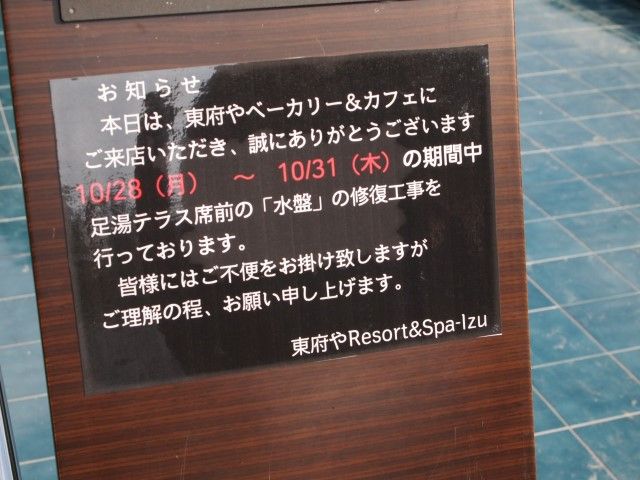 お知らせ
本日は、東府やベーカリー&カフェに
ご来店いただき、誠にありがとうございます
10/28（月） ～ 10/31（木）の期間中
足湯テラス席前の「水盤」の修復工事を
行っております。
皆様にはご不便をお掛け致しますが
ご理解の程、お願い申し上げます。
東府やResort&Spa-Izu